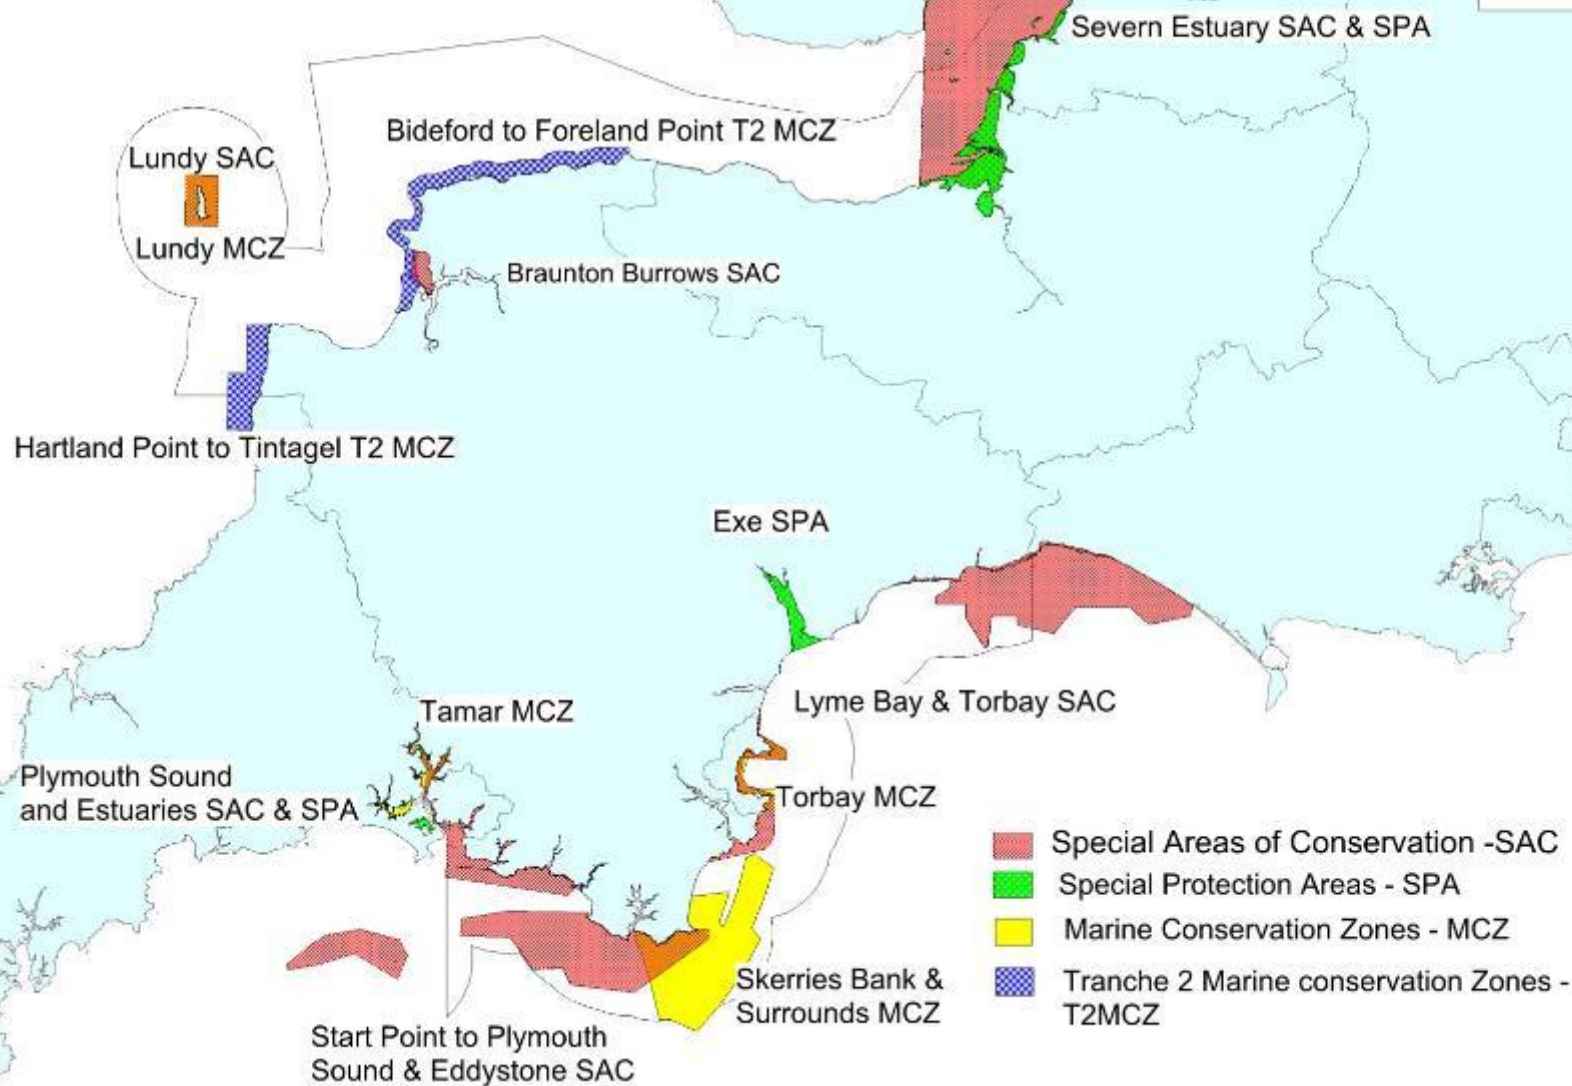 Severn Estuary SAC & SPA
Bideford to Foreland Point T2 MCZ
Lundy SAC
Lundy MCZ
Braunton Burrows SAC
Hartland Point to Tintagel T2 MCZ
Exe SPA
Lyme Bay & Torbay SAC
Tamar MCZ
Plymouth Sound
and Estuaries SAC & SPA
Torbay MCZ
Skerries Bank &
Surrounds MCZ
Start Point to Plymouth
Sound & Eddystone SAC
Special Areas of Conservation -SAC
Special Protection Areas - SPA
Marine Conservation Zones - MCZ
Tranche 2 Marine conservation Zones -
T2MCZ